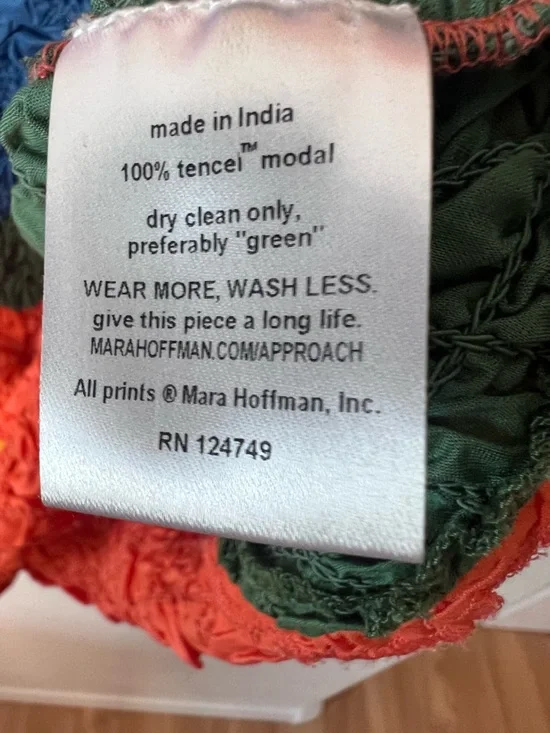 made in India
100% tencel™ modal
dry clean only,
preferably "green"
WEAR MORE, WASH LESS.
give this piece a long life.
MARAHOFFMAN.COM/APPROACH
All prints ® Mara Hoffman, Inc.
RN 124749